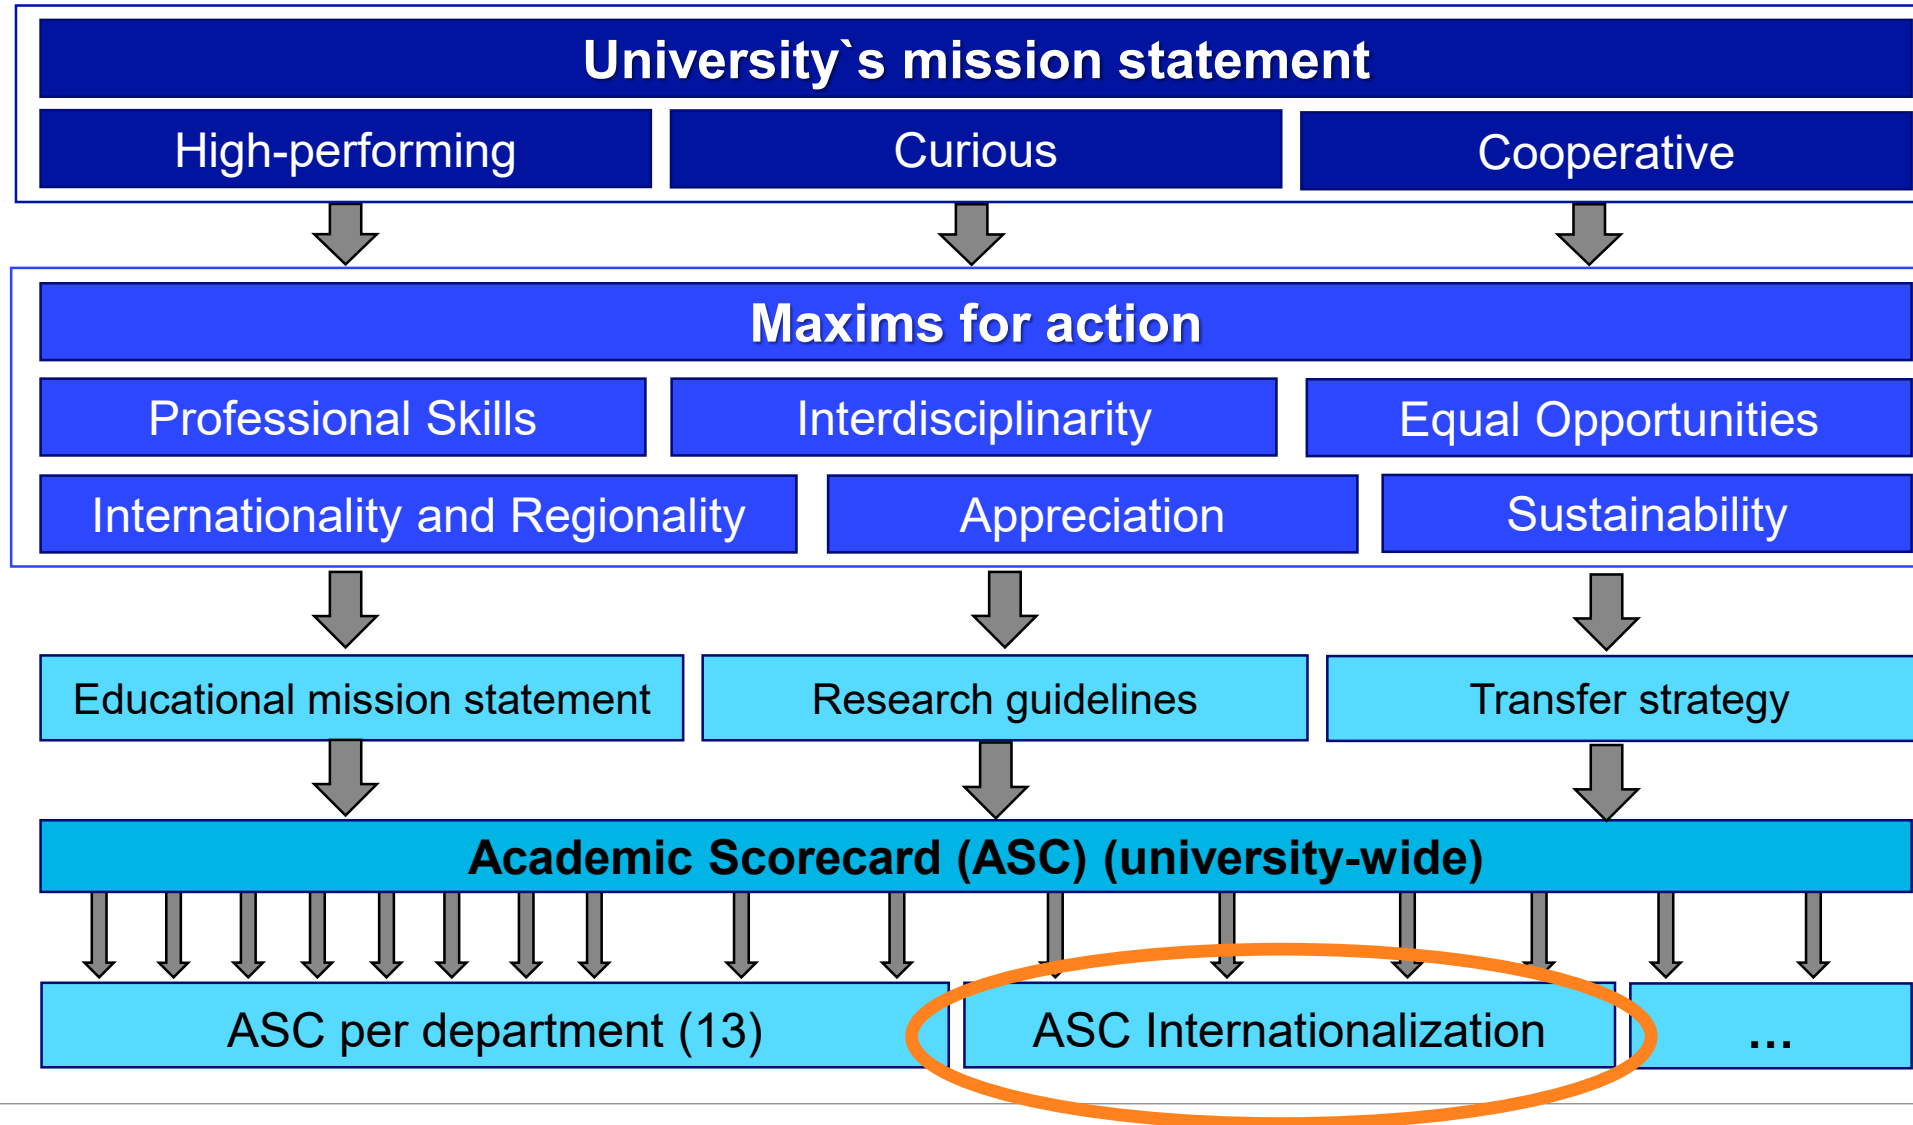 University`s mission statement
High-performing
Curious
Cooperative
Maxims for action
Professional Skills
Interdisciplinarity
Equal Opportunities
Internationality and Regionality
Appreciation
Sustainability
Educational mission statement
Research guidelines
Transfer strategy
Academic Scorecard (ASC) (university-wide)
ASC per department (13)
ASC Internationalization
...